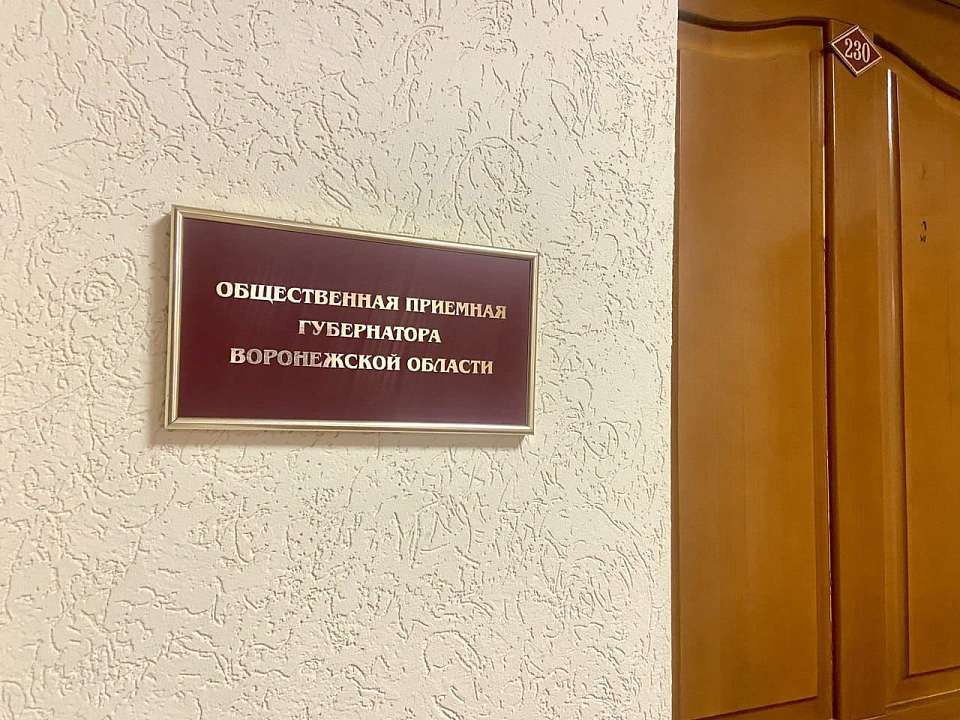 ОБЩЕСТВЕННАЯ ПРИЕМНАЯ
ГУБЕРНАТОРА
ВОРОНЕЖСКОЙ ОБЛАСТИ
230